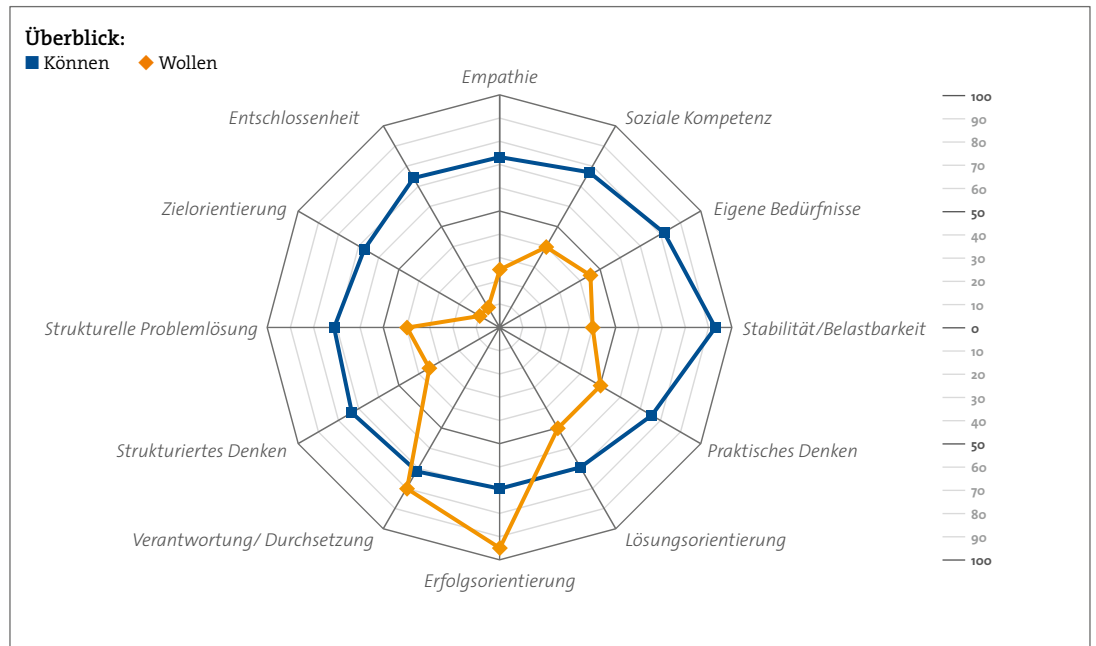 Überblick:
Können Wollen
Empathie
Entschlossenheit
Soziale Kompetenz
Zielorientierung
Eigene Bedürfnisse
Strukturelle Problemlösung
Stabilität/Belastbarkeit
Strukturiertes Denken
Praktisches Denken
Verantwortung/ Durchsetzung
Lösungsorientierung
Erfolgsorientierung
100
90
80
70
60
50
40
30
20
10
0
10
20
30
40
50
60
70
80
90
100